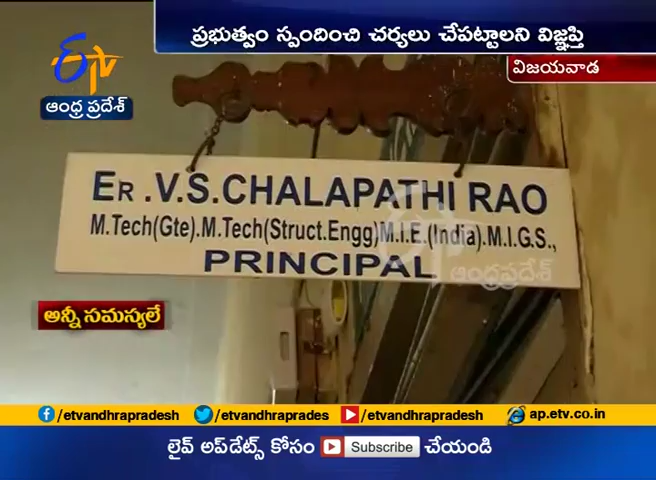 ప్రభుత్వం స్పందించి చర్యలు చేపట్టాలని విజ్ఞప్తి
ETV
ఆంధ్ర ప్రదేశ్
విజయవాడ
ER .V.S.CHALAPATHI RAO
M.Tech(Gte).M.Tech(Struct.Engg)M.I.E.(India).M.I.G.S.,
PRINCIPAL
ఆంధ్రప్రదేశ్
అన్నీ సమస్యలే
/etvandhrapradesh /etvandhraprades /etvandhrapradesh ap.etv.co.in
లైవ్ అప్‌డేట్స్ కోసం Subscribe చేయండి